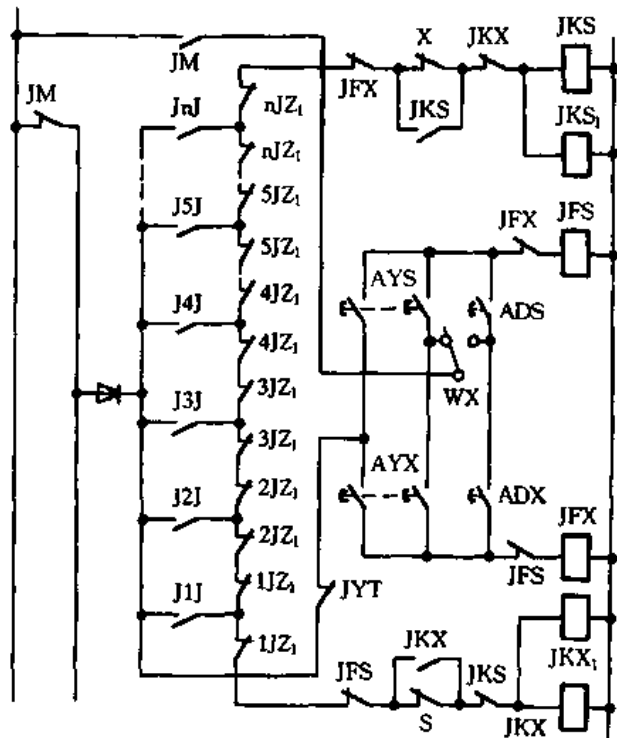 X JKX JKS
JM JFX
JKS
JM nJZ₁ JKS₁
JnJ
nJZ₁
5JZ₁ JFX JFS
J5J
5JZ₁
AYS
4JZ₁ ADS
J4J
4JZ₁
3JZ₁ WX
J3J
3JZ₁
AYX
2JZ₁ ADX
J2J
2JZ₁ JFX
1JZ₁ JYT JFS
J1J
1JZ₁ JKX
JFS JKS JKX₁
S JKX